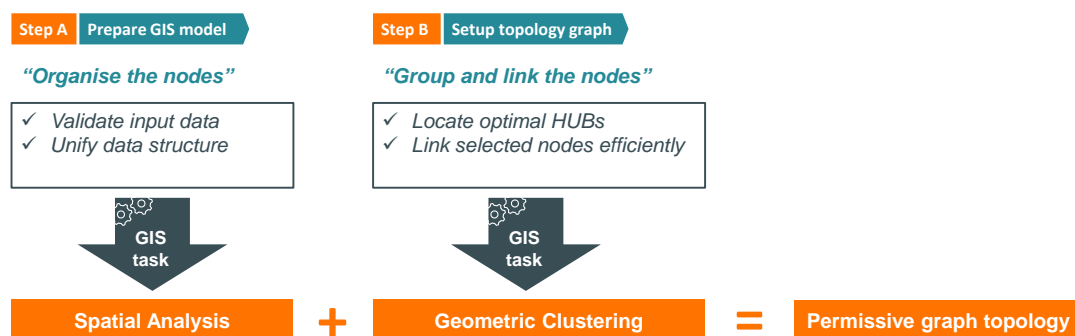 Step A Prepare GIS model
Step B Setup topology graph
“Organise the nodes”
“Group and link the nodes”
✓ Validate input data
✓ Unify data structure
✓ Locate optimal HUBs
✓ Link selected nodes efficiently
GIS
task
GIS
task
Spatial Analysis + Geometric Clustering = Permissive graph topology